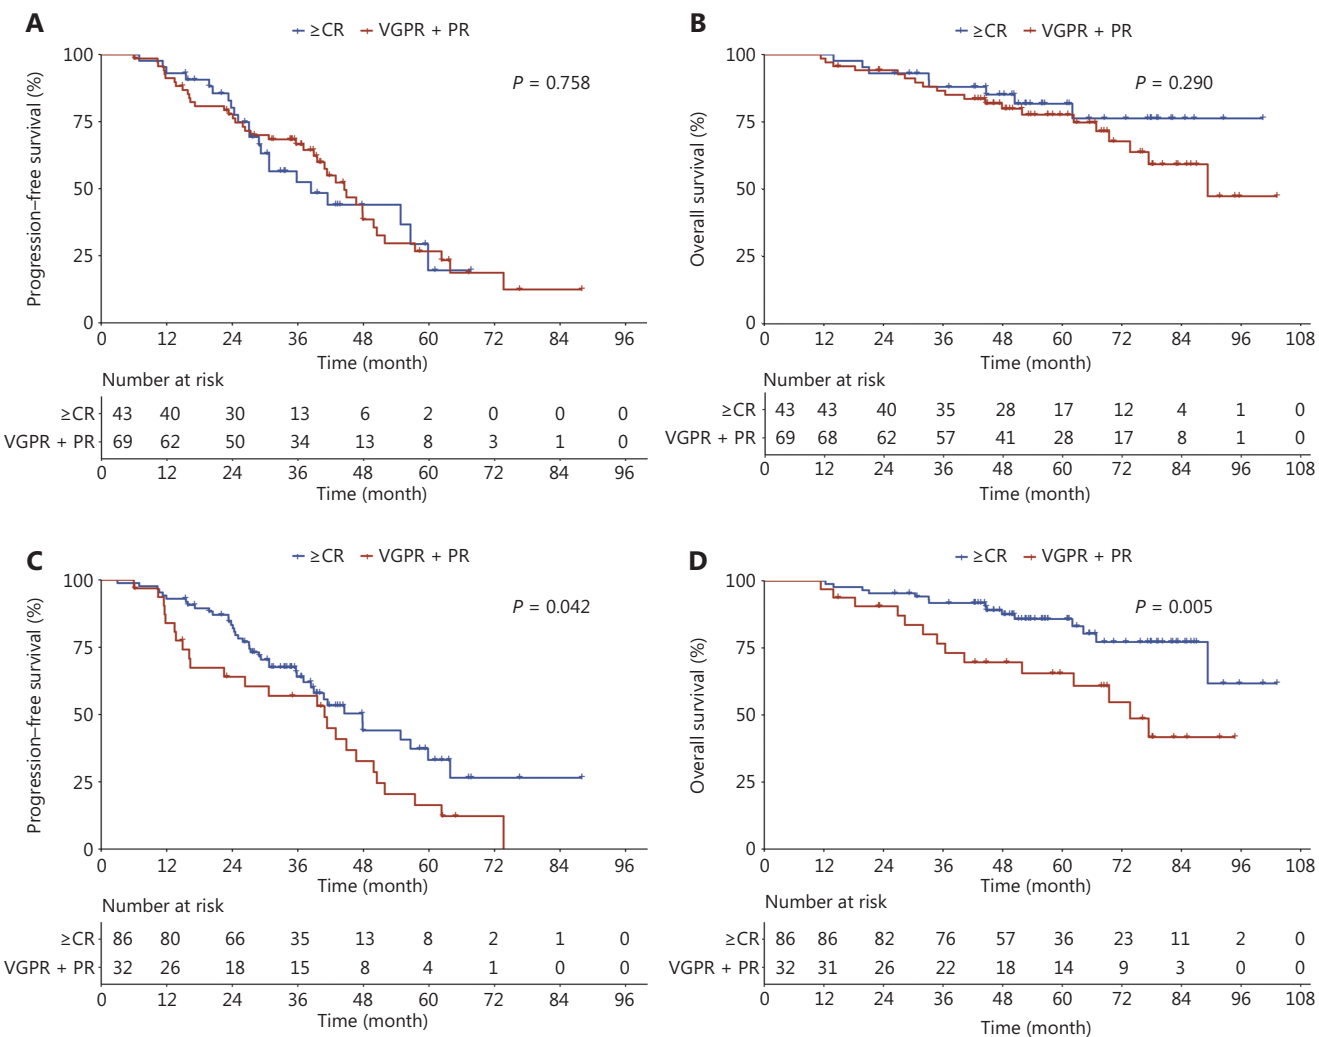 A
≥CR VGPR + PR
P = 0.758
Progression–free survival (%)
100
75
50
25
0
0 12 24 36 48 60 72 84 96
Time (month)
Number at risk
≥CR 43 40 30 13 6 2 0 0 0
VGPR + PR 69 62 50 34 13 8 3 1 0
0 12 24 36 48 60 72 84 96
Time (month)
B
≥CR VGPR + PR
P = 0.290
Overall survival (%)
100
75
50
25
0
0 12 24 36 48 60 72 84 96 108
Time (month)
Number at risk
≥CR 43 43 40 35 28 17 12 4 1 0
VGPR + PR 69 68 62 57 41 28 17 8 1 0
0 12 24 36 48 60 72 84 96 108
Time (month)
C
≥CR VGPR + PR
P = 0.042
Progression–free survival (%)
100
75
50
25
0
0 12 24 36 48 60 72 84 96
Time (month)
Number at risk
≥CR 86 80 66 35 13 8 2 1 0
VGPR + PR 32 26 18 15 8 4 1 0 0
0 12 24 36 48 60 72 84 96
Time (month)
D
≥CR VGPR + PR
P = 0.005
Overall survival (%)
100
75
50
25
0
0 12 24 36 48 60 72 84 96 108
Time (month)
Number at risk
≥CR 86 86 82 76 57 36 23 11 2 0
VGPR + PR 32 31 26 22 18 14 9 3 0 0
0 12 24 36 48 60 72 84 96 108
Time (month)